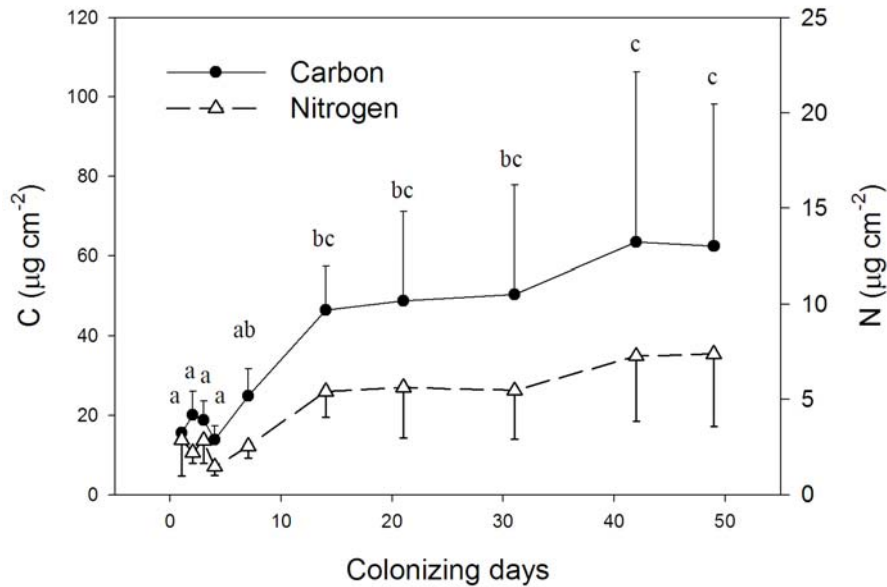 120
100
80
60
40
20
0
C (µg cm⁻²)
Carbon
Nitrogen
a
a
a
a
ab
bc
bc
bc
c
c
25
20
15
10
5
0
N (µg cm⁻²)
0
10
20
30
40
50
Colonizing days